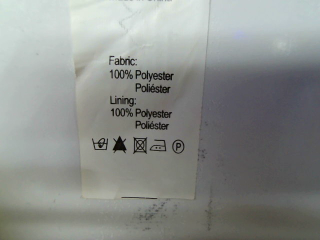 Fabric:
100% Polyester
Poliéster
Lining:
100% Polyester
Poliéster
P